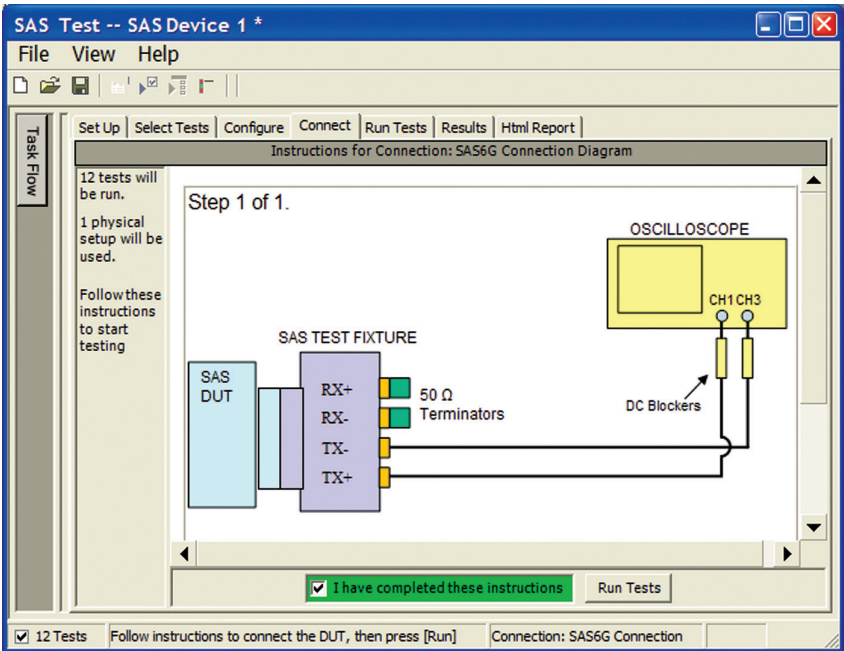 SAS Test -- SAS Device 1 *
File View Help
Task Flow
Set Up Select Tests Configure Connect Run Tests Results Html Report
Instructions for Connection: SAS6G Connection Diagram
12 tests will
be run.
1 physical
setup will be
used.
Follow these
instructions
to start
testing
Step 1 of 1.
OSCILLOSCOPE
CH1 CH3
DC Blockers
SAS TEST FIXTURE
SAS
DUT
RX+
RX-
TX-
TX+
50 Ω
Terminators
I have completed these instructions
Run Tests
12 Tests
Follow instructions to connect the DUT, then press [Run]
Connection: SAS6G Connection